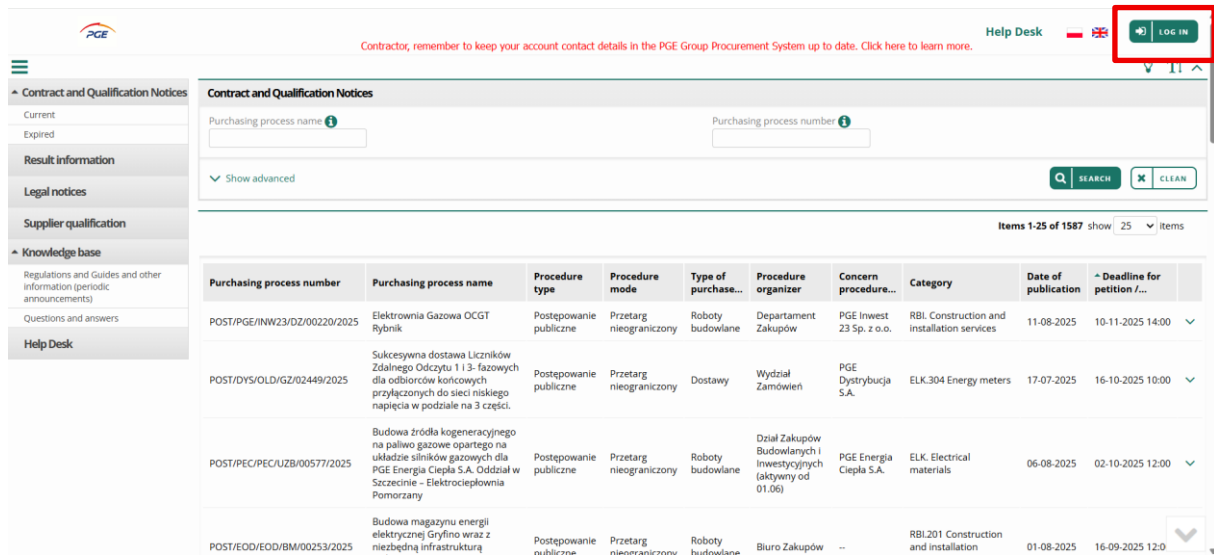 PGE
Help Desk
LOG IN
Contractor, remember to keep your account contact details in the PGE Group Procurement System up to date. Click here to learn more.
Contract and Qualification Notices
Current
Expired
Result information
Legal notices
Supplier qualification
Knowledge base
Regulations and Guides and other
information (periodic
announcements)
Questions and answers
Help Desk
Contract and Qualification Notices
Purchasing process name
Purchasing process number
Show advanced
SEARCH
CLEAN
Items 1-25 of 1587 show 25 items
Purchasing process number Purchasing process name Procedure type Procedure mode Type of purchase... Procedure organizer Concern procedure... Category Date of publication Deadline for petition /...
POST/PGE/INW23/DZ/00220/2025 Elektrownia Gazowa OCGT Rybnik Postępowanie publiczne Przetarg nieograniczony Roboty budowlane Departament Zakupów PGE Inwest 23 Sp. z o.o. RBI. Construction and installation services 11-08-2025 10-11-2025 14:00
POST/DYS/OLD/GZ/02449/2025 Sukcesywna dostawa Liczników Zdalnego Odczytu 1 i 3- fazowych dla odbiorców końcowych przyłączonych do sieci niskiego napięcia w podziale na 3 części. Postępowanie publiczne Przetarg nieograniczony Dostawy Wydział Zamówień PGE Dystrybucja S.A. ELK.304 Energy meters 17-07-2025 16-10-2025 10:00
POST/PEC/PEC/UZB/00577/2025 Budowa źródła kogeneracyjnego na paliwo gazowe opartego na układzie silników gazowych dla PGE Energia Ciepła S.A. Oddział w Szczecinie – Elektrociepłownia Pomorzany Postępowanie publiczne Przetarg nieograniczony Roboty budowlane Dział Zakupów Budowlanych i Inwestycyjnych (aktywny od 01.06) PGE Energia Ciepła S.A. ELK. Electrical materials 06-08-2025 02-10-2025 12:00
POST/EOD/EOD/BM/00253/2025 Budowa magazynu energii elektrycznej Gryfino wraz z niezbędną infrastrukturą Postępowanie publiczne Przetarg nieograniczony Roboty budowlane Biuro Zakupów -- RBI.201 Construction and installation 01-08-2025 16-09-2025 12:0